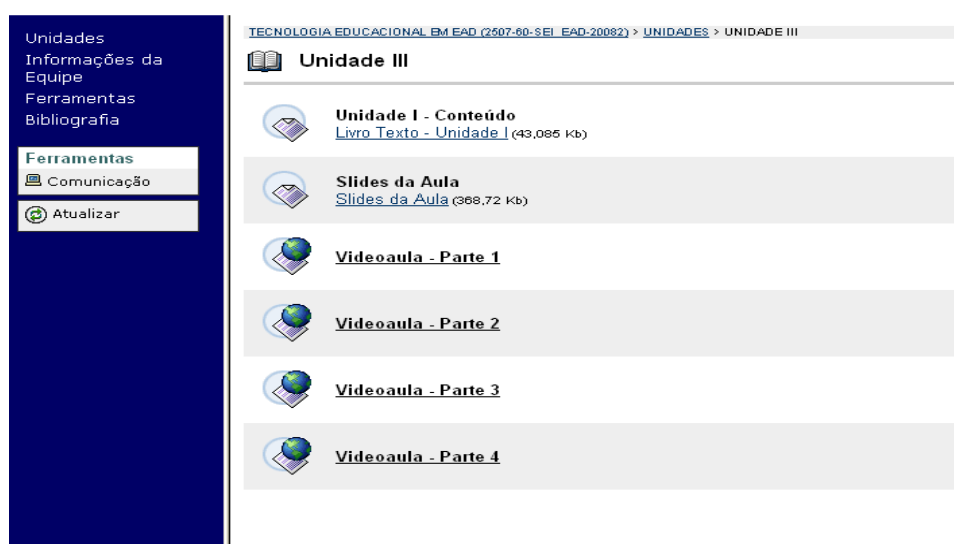 Unidades
Informações da
Equipe
Ferramentas
Bibliografia
Ferramentas
Comunicação
Atualizar
TECNOLOGIA EDUCACIONAL EM EAD (2507-60-SEI_EAD-20082) > UNIDADES > UNIDADE III
Unidade III
Unidade I - Conteúdo
Livro Texto - Unidade I (43,085 Kb)
Slides da Aula
Slides da Aula (368,72 Kb)
Videoaula - Parte 1
Videoaula - Parte 2
Videoaula - Parte 3
Videoaula - Parte 4